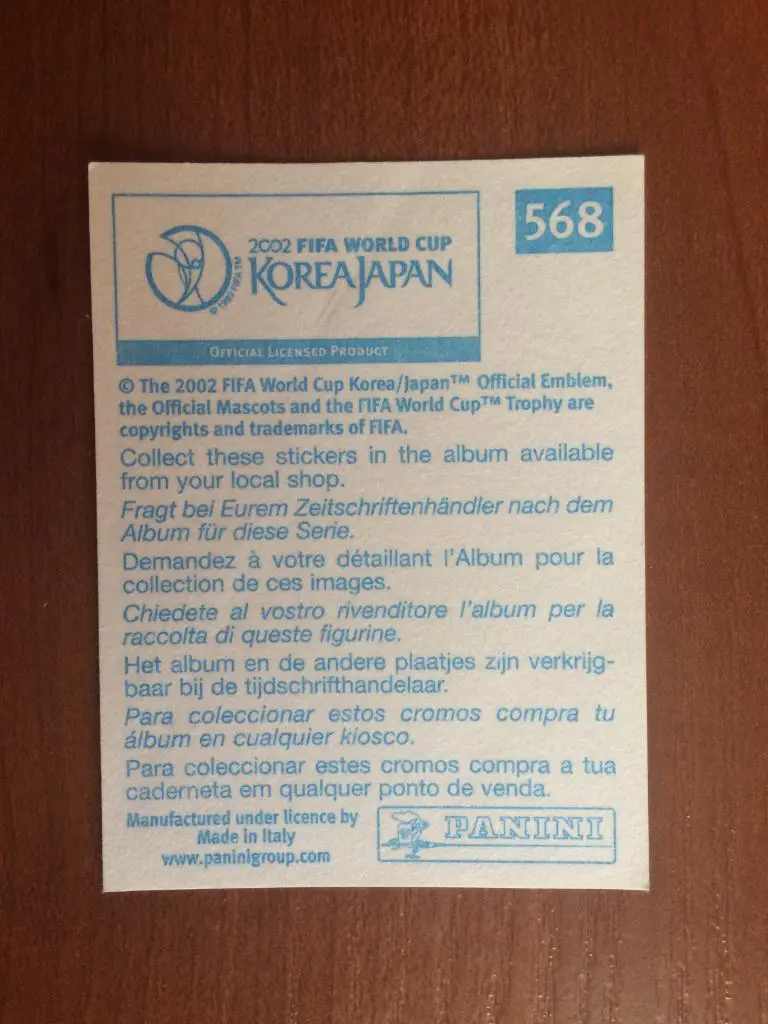 568
2002 FIFA WORLD CUP
KOREAJAPAN
© 1999 FIFA TM
OFFICIAL LICENSED PRODUCT
© The 2002 FIFA World Cup Korea/Japan™ Official Emblem,
the Official Mascots and the FIFA World Cup™ Trophy are
copyrights and trademarks of FIFA.
Collect these stickers in the album available
from your local shop.
Fragt bei Eurem Zeitschriftenhändler nach dem
Album für diese Serie.
Demandez à votre détaillant l'Album pour la
collection de ces images.
Chiedete al vostro rivenditore l'album per la
raccolta di queste figurine.
Het album en de andere plaatjes zijn verkrijg-
baar bij de tijdschrifthandelaar.
Para coleccionar estos cromos compra tu
álbum en cualquier kiosco.
Para coleccionar estes cromos compra a tua
caderneta em qualquer ponto de venda.
Manufactured under licence by
Made in Italy
www.paninigroup.com
PANINI